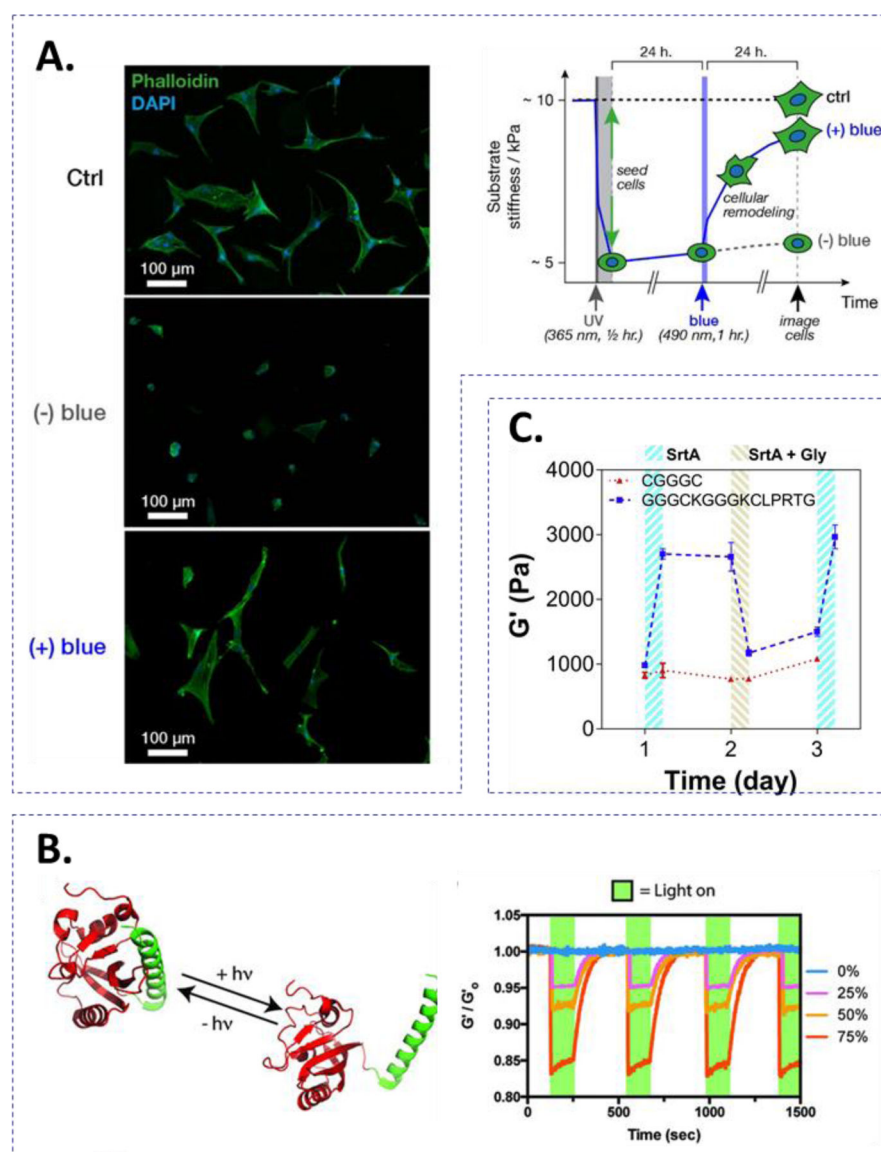 A.
Phalloidin
DAPI
Ctrl
100 µm
(-) blue
100 µm
(+) blue
100 µm
24 h.
24 h.
~ 10
ctrl
(+) blue
Substrate
stiffness / kPa
seed
cells
cellular
remodeling
(-) blue
~ 5
Time
UV
(365 nm, ½ hr.)
blue
(490 nm,1 hr.)
image
cells
C.
SrtA
SrtA + Gly
4000
CGGGC
GGGCKGGGKCLPRTG
3000
G' (Pa)
2000
1000
0
1
2
3
Time (day)
B.
+ hν
- hν
= Light on
1.05
1.00
0.95
0.90
0.85
0.80
G'/G'o
0%
25%
50%
75%
0
500
1000
1500
Time (sec)